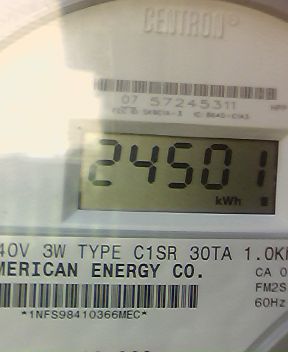 CENTRON®
07 57245311
24501
kWh
40V 3W TYPE C1SR 30TA 1.0K
MERICAN ENERGY CO.
CA 0
FM2S
60Hz
*1NFS98410366MEC*